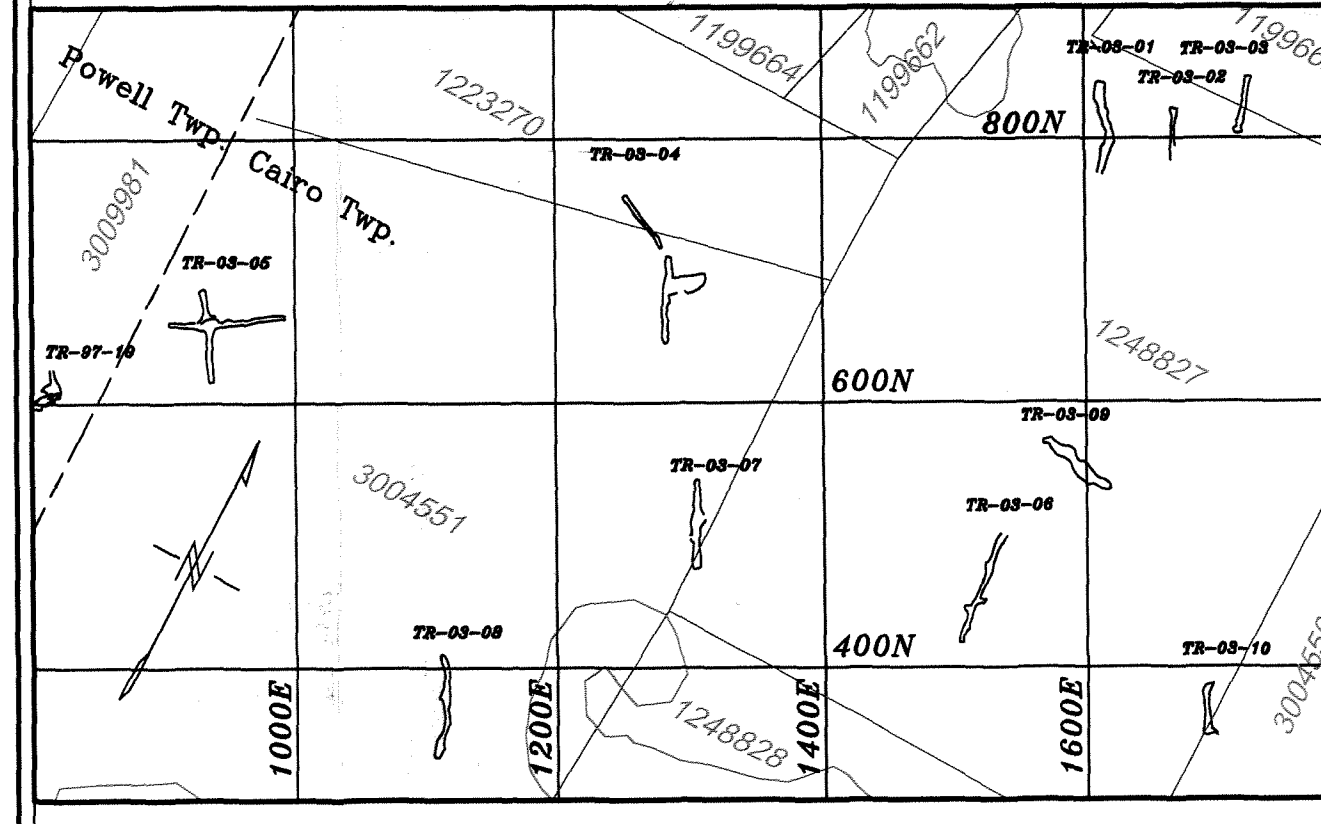 1199664
1199662
TR-03-01
TR-03-03
TR-03-02
Powell Twp.
1223270
800N
TR-03-04
Cairo Twp.
3009981
TR-03-05
1248827
TR-97-19
600N
TR-03-09
TR-03-07
3004551
TR-03-06
TR-03-08
400N
TR-03-10
1000E
1200E
1248828
1400E
1600E